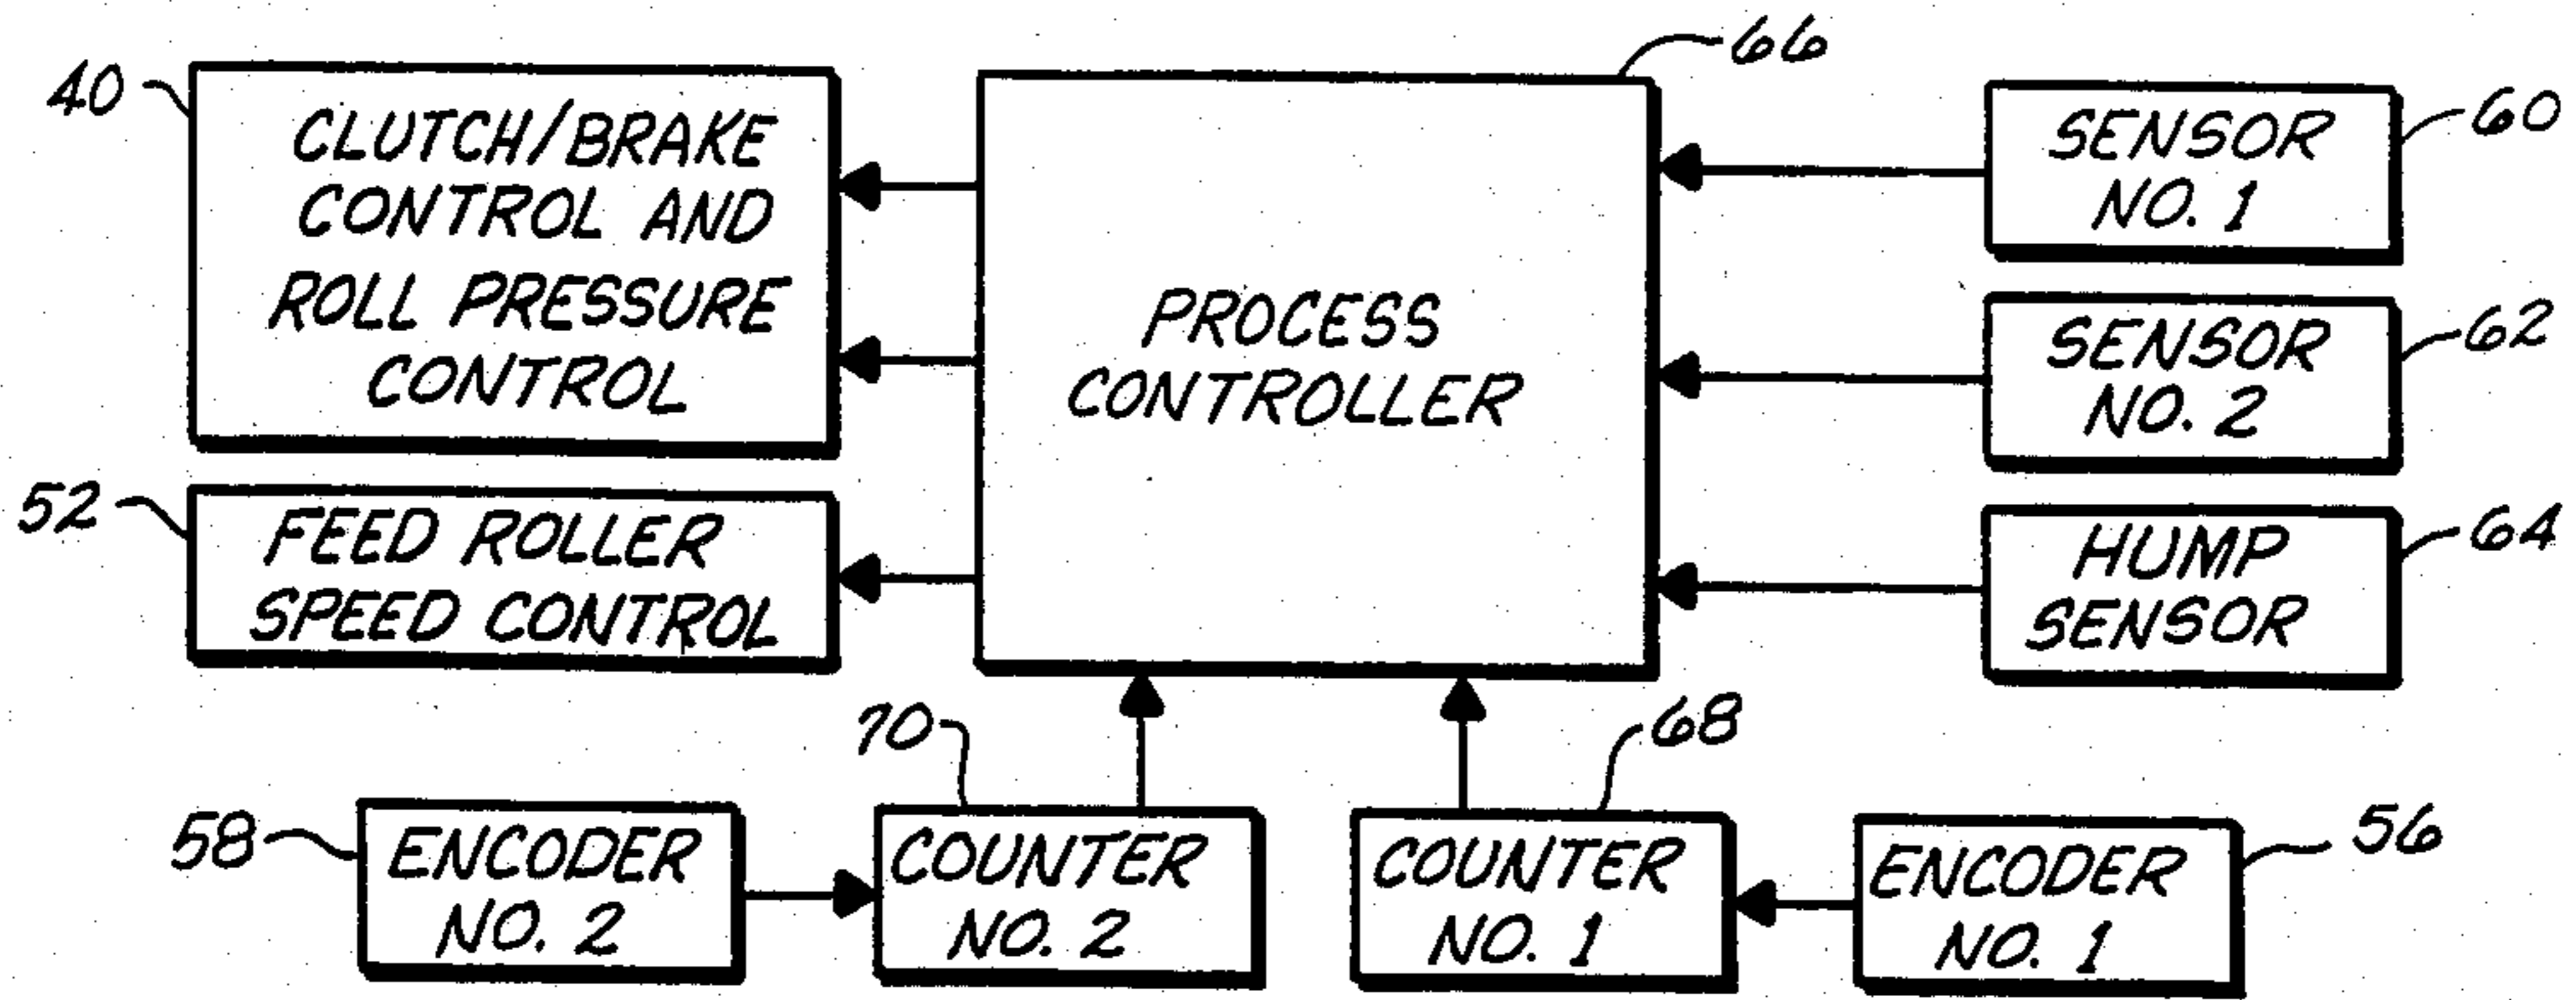 40
CLUTCH/BRAKE
CONTROL AND
ROLL PRESSURE
CONTROL
66
PROCESS
CONTROLLER
SENSOR
NO. 1
60
SENSOR
NO. 2
62
52
FEED ROLLER
SPEED CONTROL
HUMP
SENSOR
64
58
ENCODER
NO. 2
70
COUNTER
NO. 2
68
COUNTER
NO. 1
ENCODER
NO. 1
56